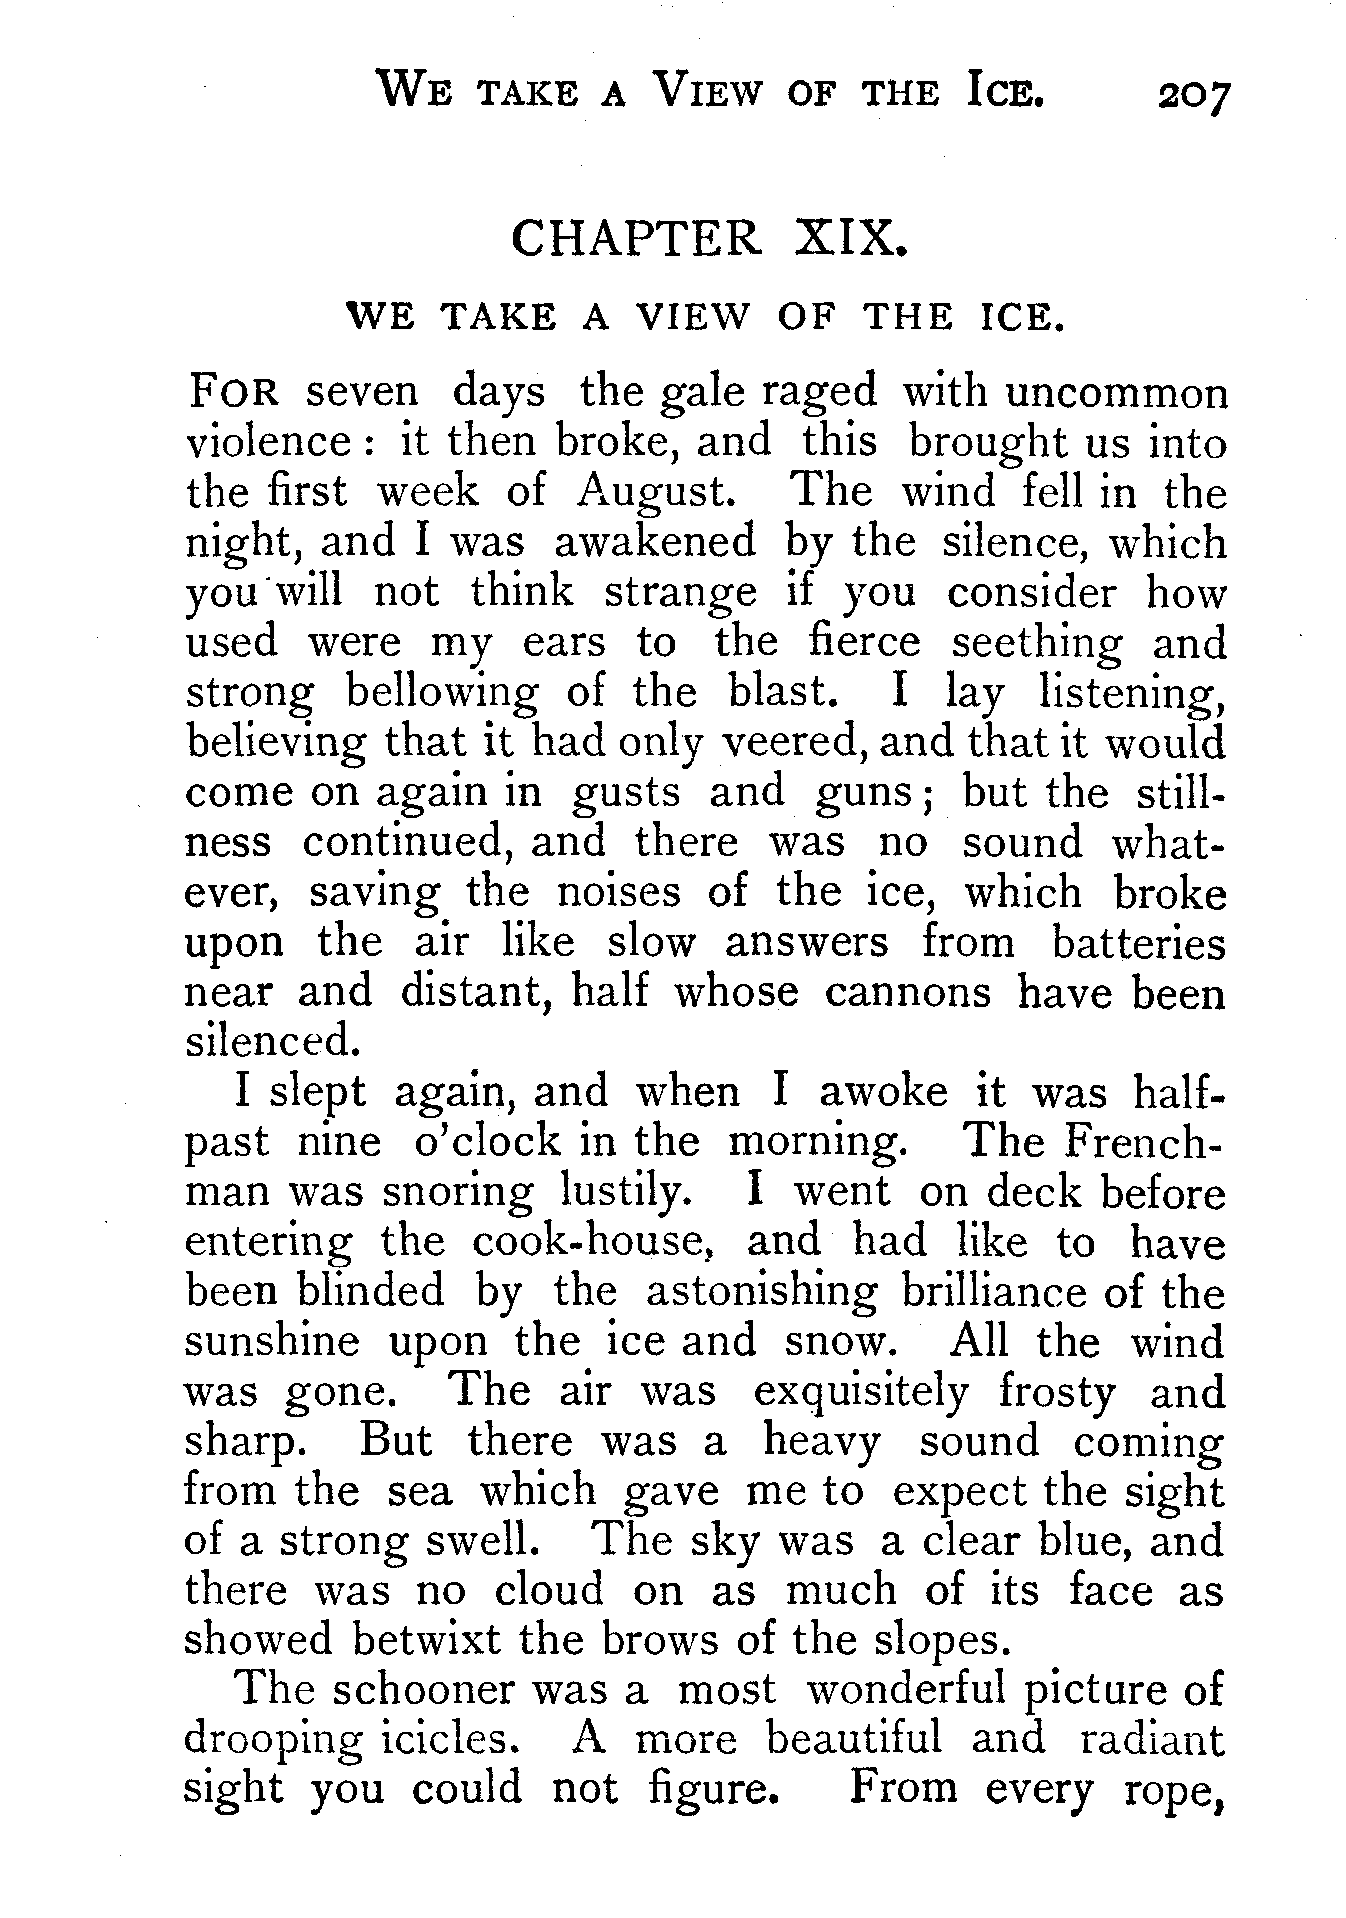 We take a View of the Ice. 207
CHAPTER XIX.
WE TAKE A VIEW OF THE ICE.
For seven days the gale raged with uncommon
violence : it then broke, and this brought us into
the first week of August. The wind fell in the
night, and I was awakened by the silence, which
you will not think strange if you consider how
used were my ears to the fierce seething and
strong bellowing of the blast. I lay listening,
believing that it had only veered, and that it would
come on again in gusts and guns ; but the still-
ness continued, and there was no sound what-
ever, saving the noises of the ice, which broke
upon the air like slow answers from batteries
near and distant, half whose cannons have been
silenced.
I slept again, and when I awoke it was half-
past nine o'clock in the morning. The French-
man was snoring lustily. I went on deck before
entering the cook-house, and had like to have
been blinded by the astonishing brilliance of the
sunshine upon the ice and snow. All the wind
was gone. The air was exquisitely frosty and
sharp. But there was a heavy sound coming
from the sea which gave me to expect the sight
of a strong swell. The sky was a clear blue, and
there was no cloud on as much of its face as
showed betwixt the brows of the slopes.
The schooner was a most wonderful picture of
drooping icicles. A more beautiful and radiant
sight you could not figure. From every rope,